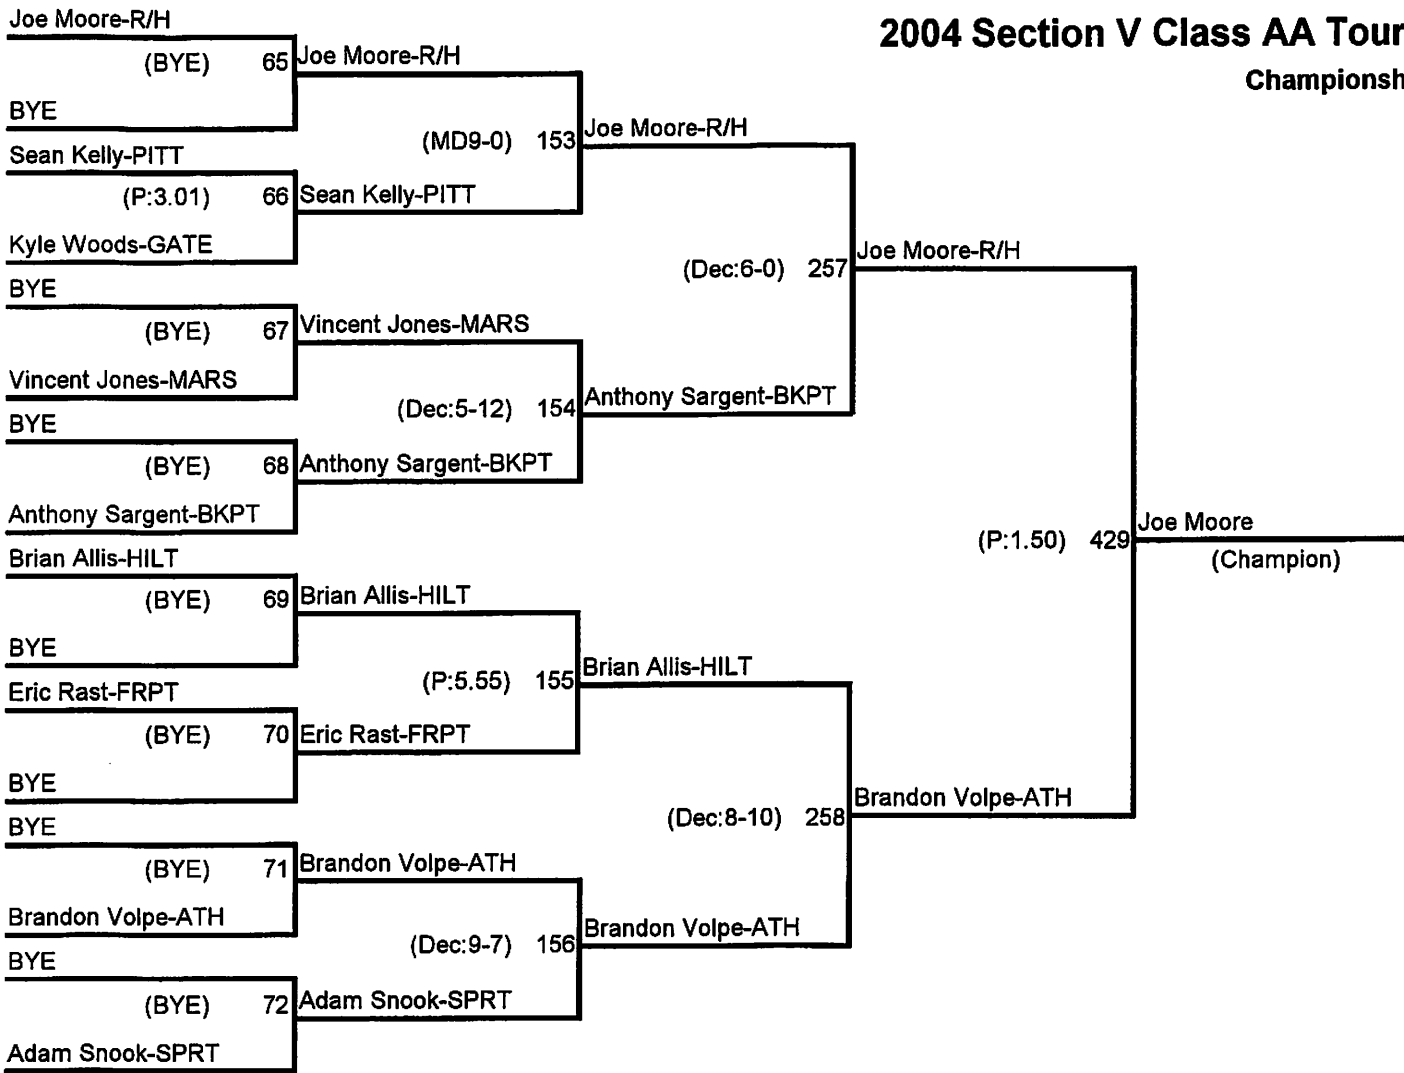 Joe Moore-R/H
2004 Section V Class AA Tour
(BYE) 65 Joe Moore-R/H
Championsh
BYE
(MD9-0) 153 Joe Moore-R/H
Sean Kelly-PITT
(P:3.01) 66 Sean Kelly-PITT
Kyle Woods-GATE
(Dec:6-0) 257 Joe Moore-R/H
BYE
(BYE) 67 Vincent Jones-MARS
Vincent Jones-MARS
(Dec:5-12) 154 Anthony Sargent-BKPT
BYE
(BYE) 68 Anthony Sargent-BKPT
Anthony Sargent-BKPT
(P:1.50) 429 Joe Moore
(Champion)
Brian Allis-HILT
(BYE) 69 Brian Allis-HILT
BYE
(P:5.55) 155 Brian Allis-HILT
Eric Rast-FRPT
(BYE) 70 Eric Rast-FRPT
BYE
(Dec:8-10) 258 Brandon Volpe-ATH
BYE
(BYE) 71 Brandon Volpe-ATH
Brandon Volpe-ATH
(Dec:9-7) 156 Brandon Volpe-ATH
BYE
(BYE) 72 Adam Snook-SPRT
Adam Snook-SPRT